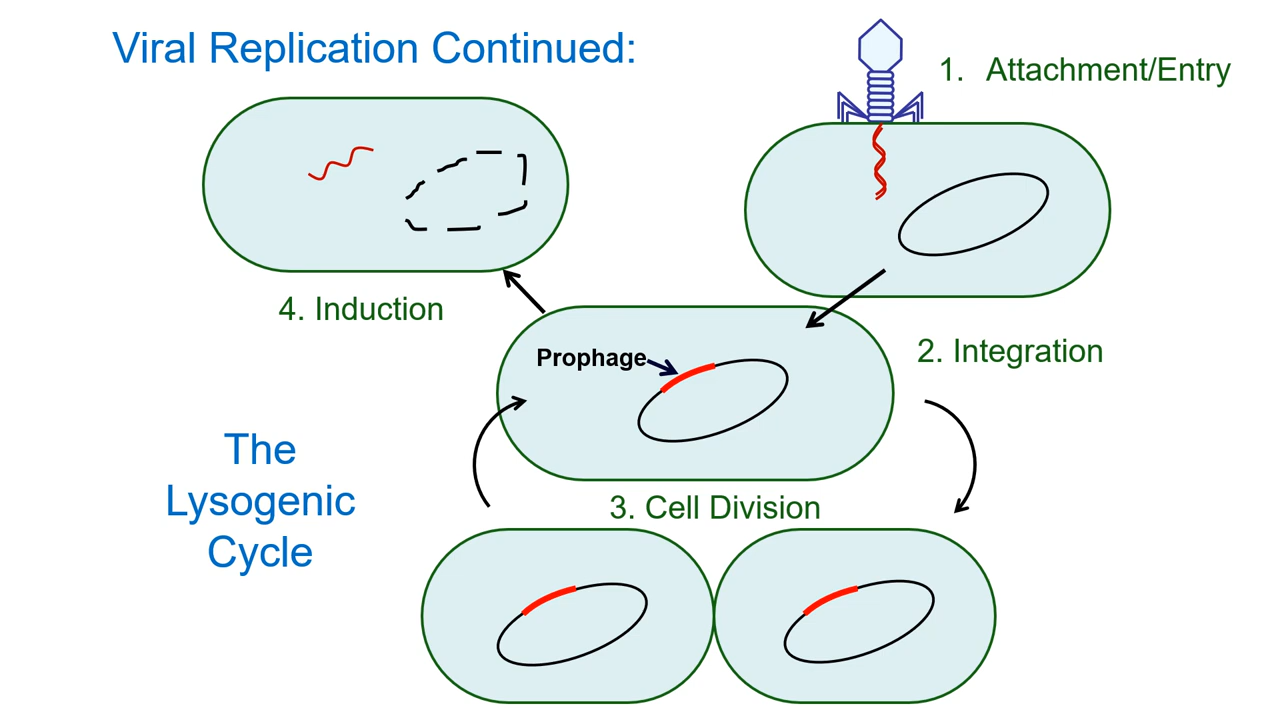 Viral Replication Continued:
1. Attachment/Entry
4. Induction
Prophage
2. Integration
The
Lysogenic
Cycle
3. Cell Division